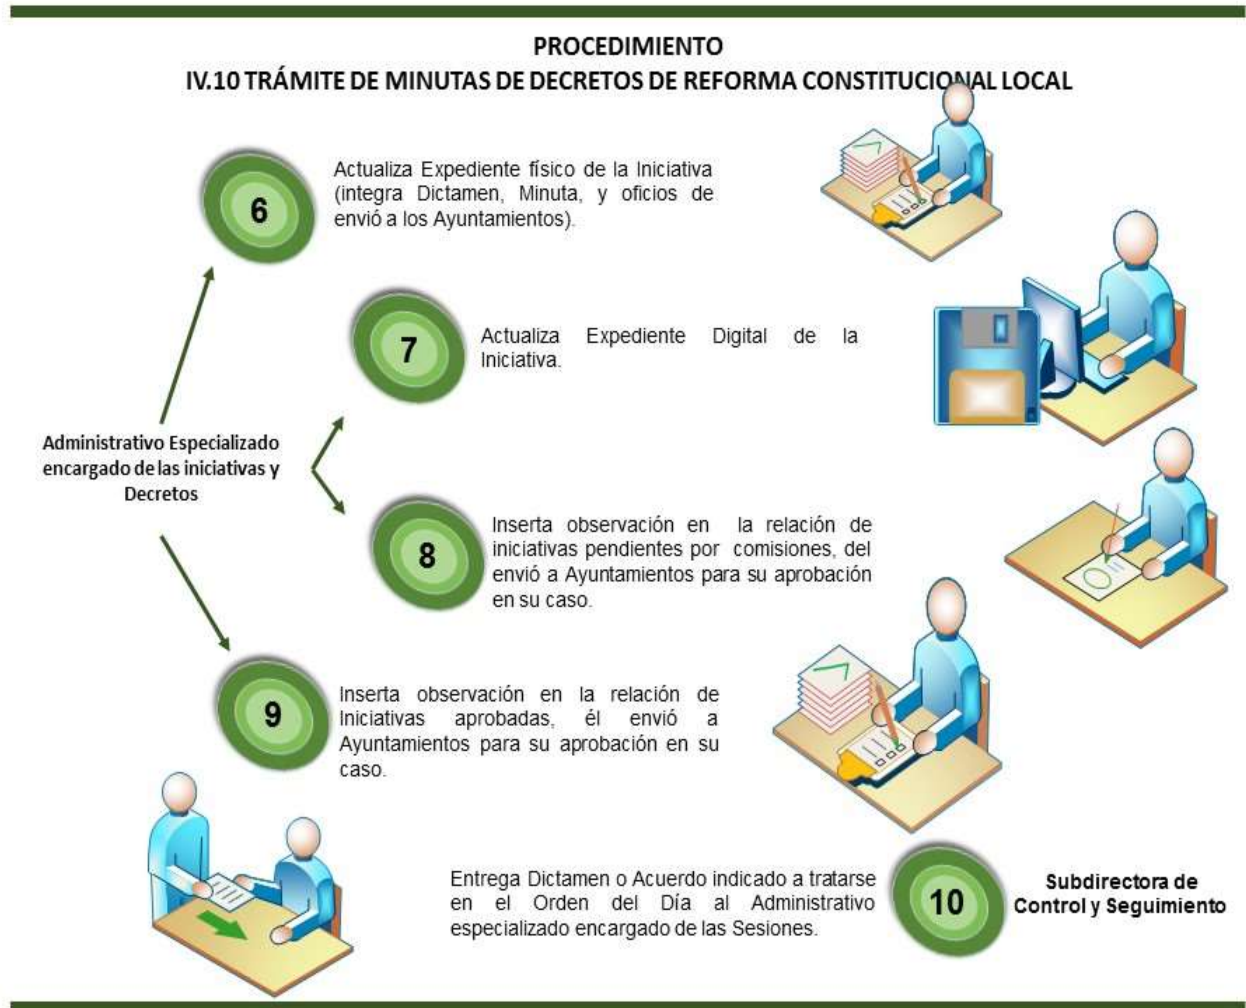 PROCEDIMIENTO
IV.10 TRÁMITE DE MINUTAS DE DECRETOS DE REFORMA CONSTITUCIONAL LOCAL
6
Actualiza Expediente físico de la Iniciativa
(integra Dictamen, Minuta, y oficios de
envió a los Ayuntamientos).
7
Actualiza Expediente Digital de la
Iniciativa.
Administrativo Especializado
encargado de las iniciativas y
Decretos
8
Inserta observación en la relación de
iniciativas pendientes por comisiones, del
envió a Ayuntamientos para su aprobación
en su caso.
9
Inserta observación en la relación de
Iniciativas aprobadas, él envió a
Ayuntamientos para su aprobación en su
caso.
Entrega Dictamen o Acuerdo indicado a tratarse
en el Orden del Día al Administrativo
especializado encargado de las Sesiones.
10
Subdirectora de
Control y Seguimiento